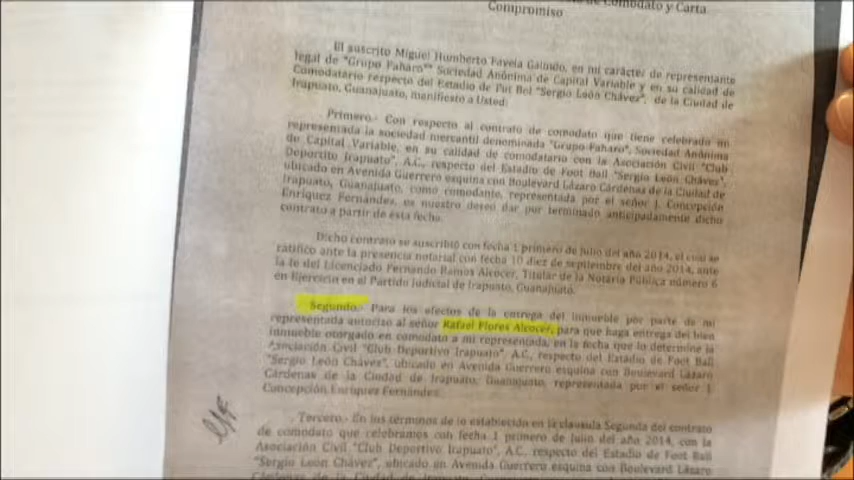 de Comodato y Carta
Compromiso
El suscrito Miguel Humberto Favela Galindo, en mi carácter de representante
legal de "Grupo Faharo" Sociedad Anónima de Capital Variable y en su calidad de
Comodatario respecto del Estadio de Fut Bol "Sergio León Chávez", de la Ciudad de
Irapuato, Guanajuato, manifiesto a Usted:
Primero.- Con respecto al contrato de comodato que tiene celebrado mi
representada la sociedad mercantil denominada "Grupo Faharo", Sociedad Anónima
de Capital Variable, en su calidad de comodatario con la Asociación Civil "Club
Deportito Irapuato", A.C., respecto del Estadio de Foot Ball "Sergio León Chávez",
ubicado en Avenida Guerrero esquina con Boulevard Lázaro Cárdenas de la Ciudad de
Irapuato, Guanajuato, como comodante, representada por el señor J. Concepción
Enríquez Fernández, es nuestro deseo dar por terminado anticipadamente dicho
contrato a partir de esta fecha.
Dicho contrato se suscribió con fecha 1 primero de julio del año 2014, el cual se
ratifico ante la presencia notarial con fecha 10 diez de septiembre del año 2014, ante
la fe del Licenciado Fernando Ramos Alcocer, Titular de la Notaría Pública número 6
en Ejercicio en el Partido Judicial de Irapuato, Guanajuato.
Segundo.- Para los efectos de la entrega del inmueble por parte de mi
representada autorizo al señor Rafael Flores Alcocer, para que haga entrega del bien
inmueble otorgado en comodato a mi representada, en la fecha que lo determine la
Asociación Civil "Club Deportivo Irapuato", A.C., respecto del Estadio de Foot Ball
"Sergio León Chávez", ubicado en Avenida Guerrero esquina con Boulevard Lázaro
Cárdenas de la Ciudad de Irapuato, Guanajuato, representada por el señor J.
Concepción Enríquez Fernández.
Tercero.- En los términos de lo establecido en la clausula Segunda del contrato
de comodato que celebramos con fecha 1 primero de julio del año 2014, con la
Asociación Civil "Club Deportivo Irapuato", A.C., respecto del Estadio de Foot Ball
"Sergio León Chávez", ubicado en Avenida Guerrero esquina con Boulevard Lázaro
Cárdenas de la Ciudad de Irapuato, Guanajuato